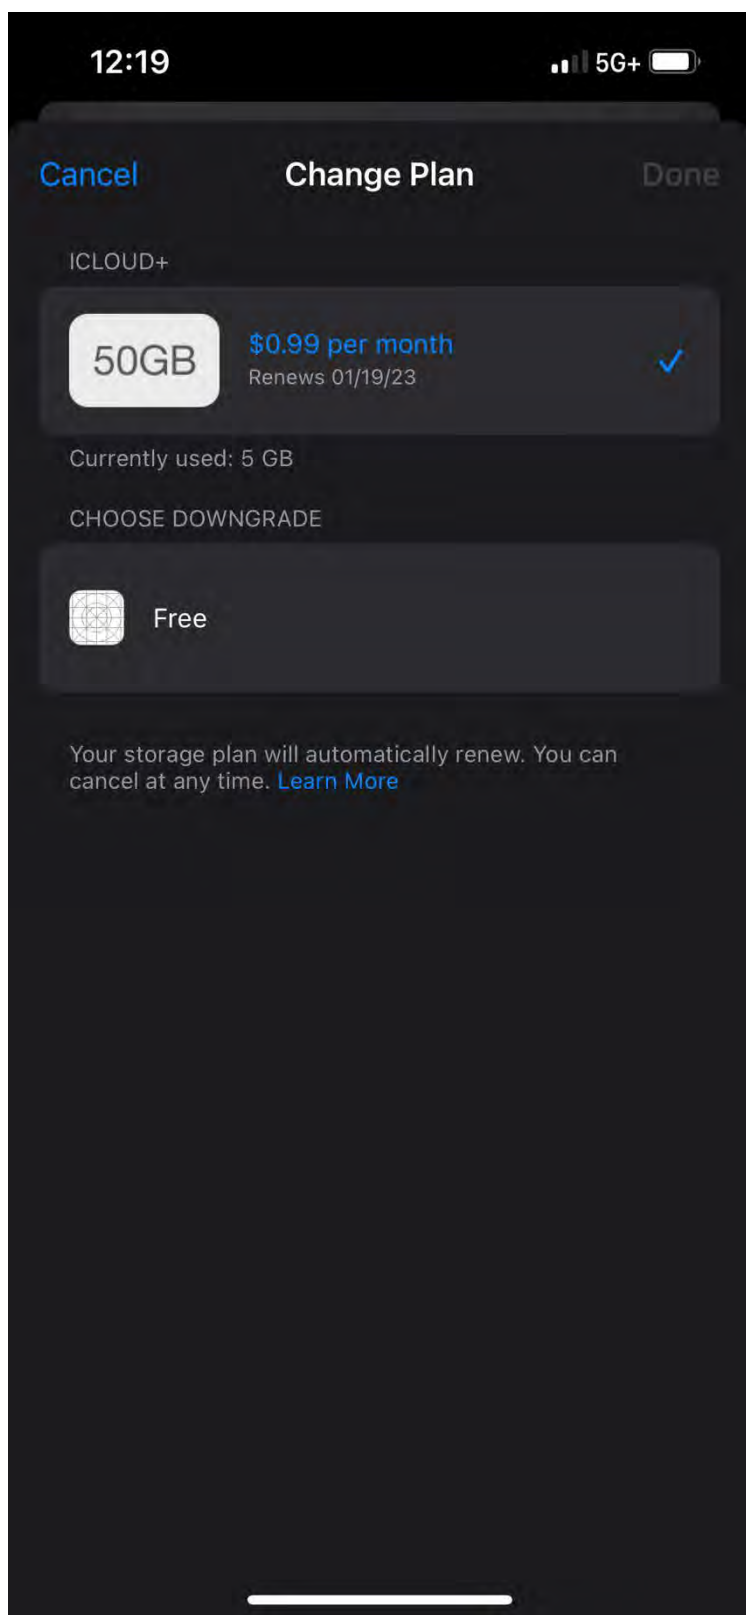 12:19
5G+
Cancel
Change Plan
Done
ICLOUD+
50GB
$0.99 per month
Renews 01/19/23
Currently used: 5 GB
CHOOSE DOWNGRADE
Free
Your storage plan will automatically renew. You can
cancel at any time. Learn More